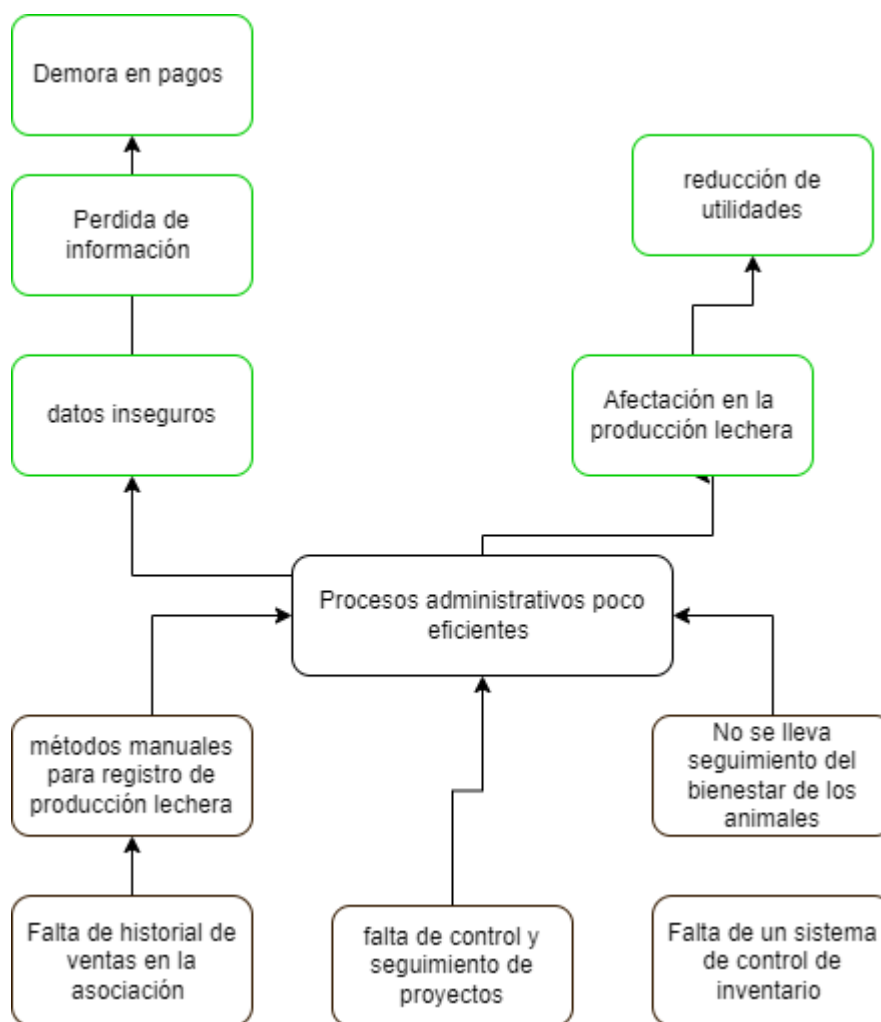 Demora en pagos
reducción de
utilidades
Perdida de
información
datos inseguros
Afectación en la
producción lechera
Procesos administrativos poco
eficientes
métodos manuales
para registro de
producción lechera
No se lleva
seguimiento del
bienestar de los
animales
Falta de historial de
ventas en la
asociación
falta de control y
seguimiento de
proyectos
Falta de un sistema
de control de
inventario